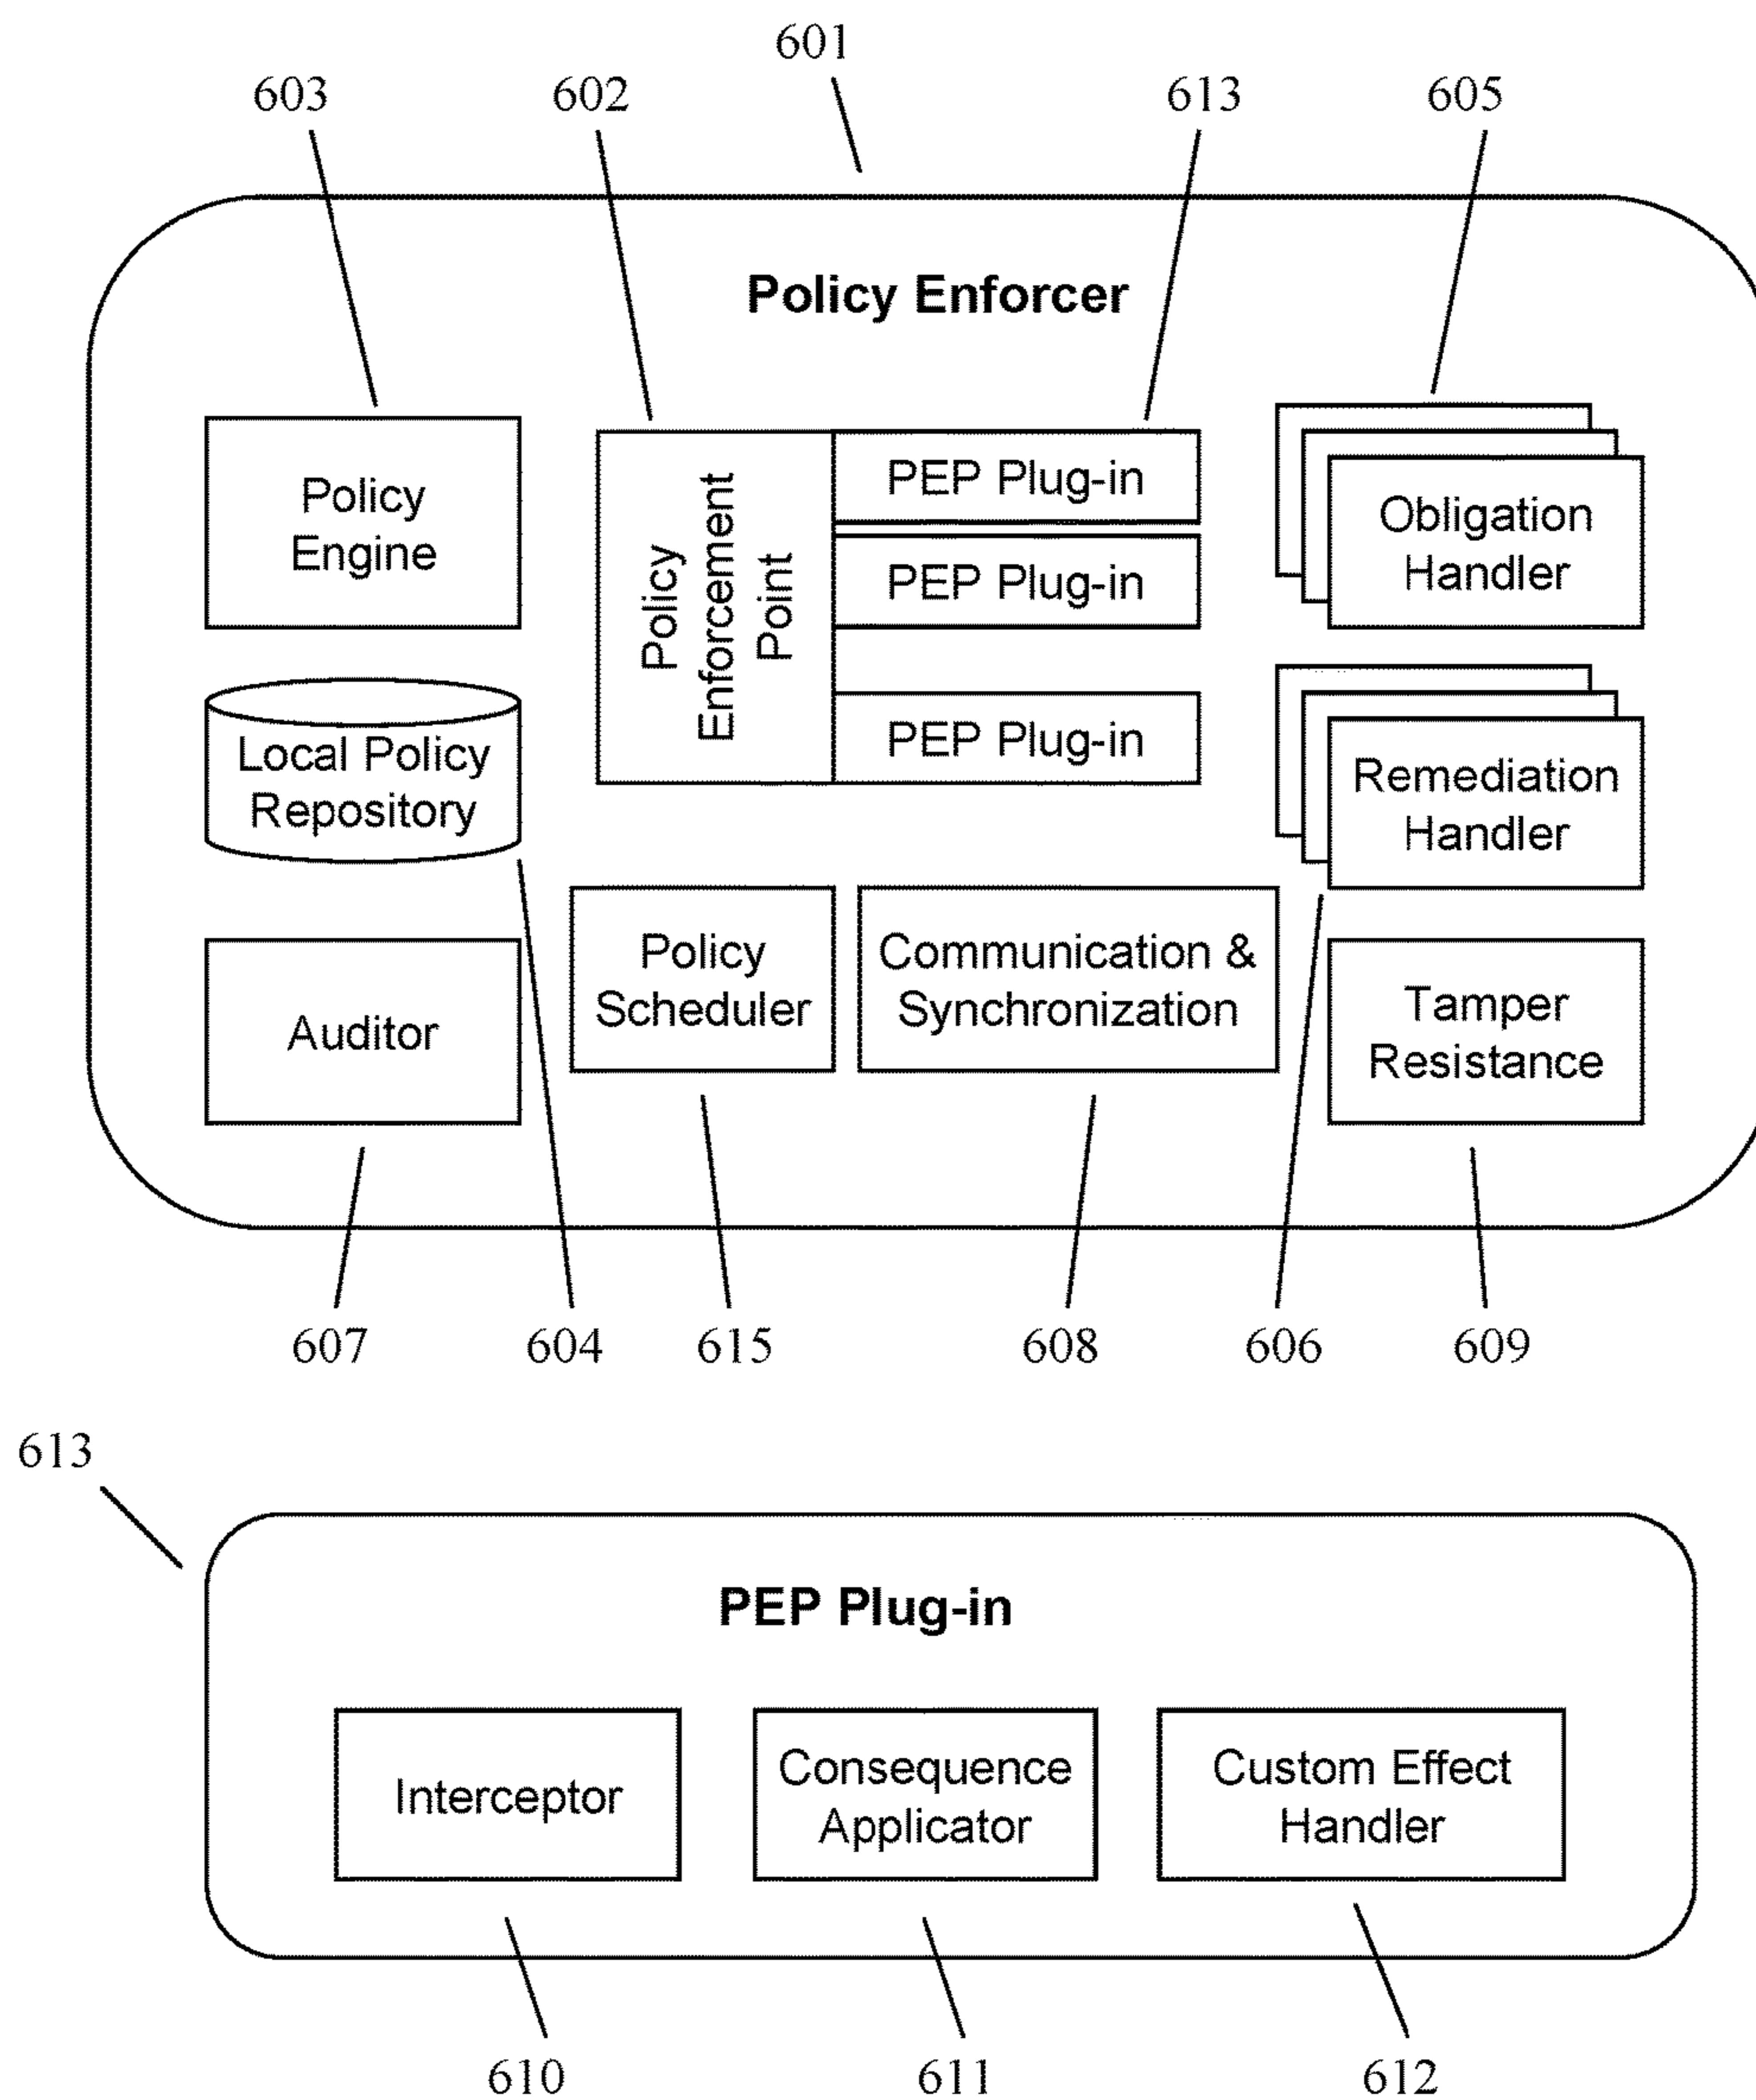 601
603
602
613
605
Policy Enforcer
Policy
Engine
Policy
Enforcement
Point
PEP Plug-in
PEP Plug-in
PEP Plug-in
Obligation
Handler
Local Policy
Repository
Remediation
Handler
Auditor
Policy
Scheduler
Communication &
Synchronization
Tamper
Resistance
607
604
615
608
606
609
613
PEP Plug-in
Interceptor
Consequence
Applicator
Custom Effect
Handler
610
611
612